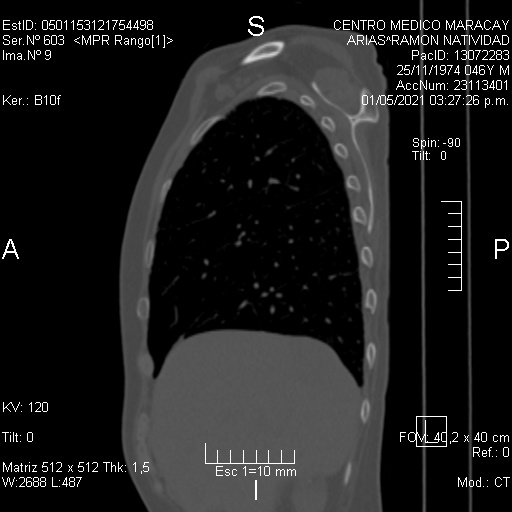 EstID: 0501153121754498
Ser.Nº 603 <MPR Rango[1]>
Ima.Nº 9
Ker.: B10f
S
CENTRO MEDICO MARACAY
ARIAS^RAMON NATIVIDAD
PacID: 13072283
25/11/1974 046Y M
AccNum: 23113401
01/05/2021 03:27:26 p.m.
Spin: -90
Tilt: 0
A
P
KV: 120
Tilt: 0
Matriz 512 x 512 Thk: 1,5
W:2688 L:487
Esc 1=10 mm
I
FOV: 40,2 x 40 cm
Ref.: 0
Mod.: CT